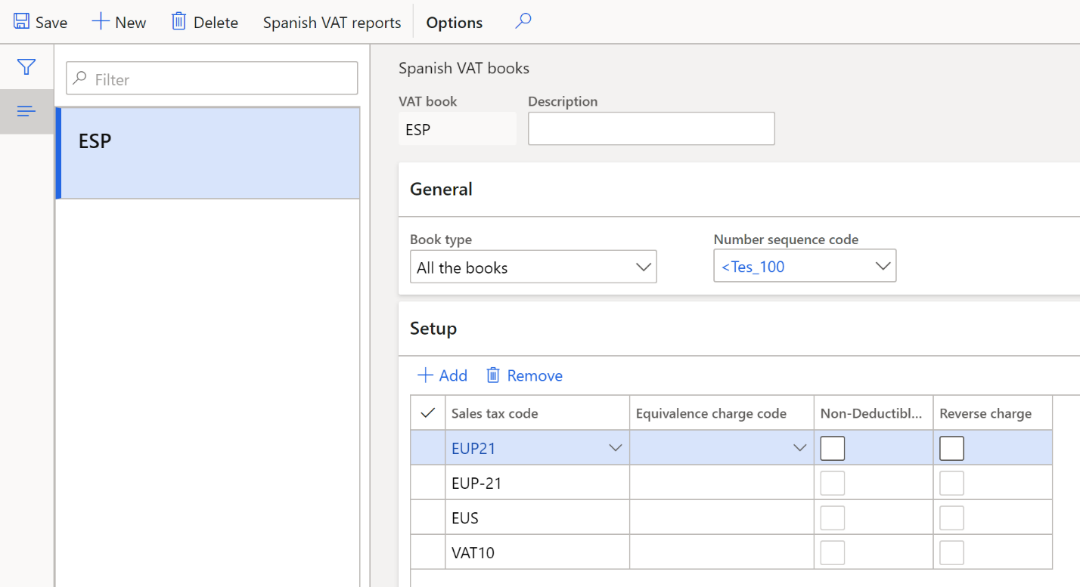 Save New Delete Spanish VAT reports Options
Filter
ESP
Spanish VAT books
VAT book Description
ESP
General
Book type Number sequence code
All the books <Tes_100
Setup
Add Remove
Sales tax code Equivalence charge code Non-Deductibl... Reverse charge
EUP21
EUP-21
EUS
VAT10